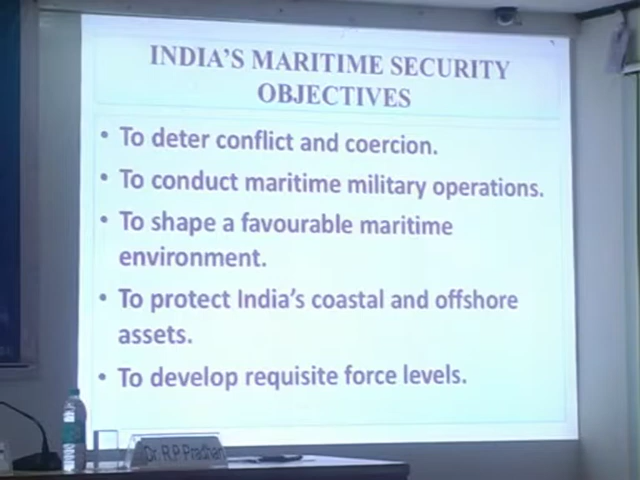 INDIA'S MARITIME SECURITY
OBJECTIVES
• To deter conflict and coercion.
• To conduct maritime military operations.
• To shape a favourable maritime
environment.
• To protect India's coastal and offshore
assets.
• To develop requisite force levels.
Dr. R.P Pradhan